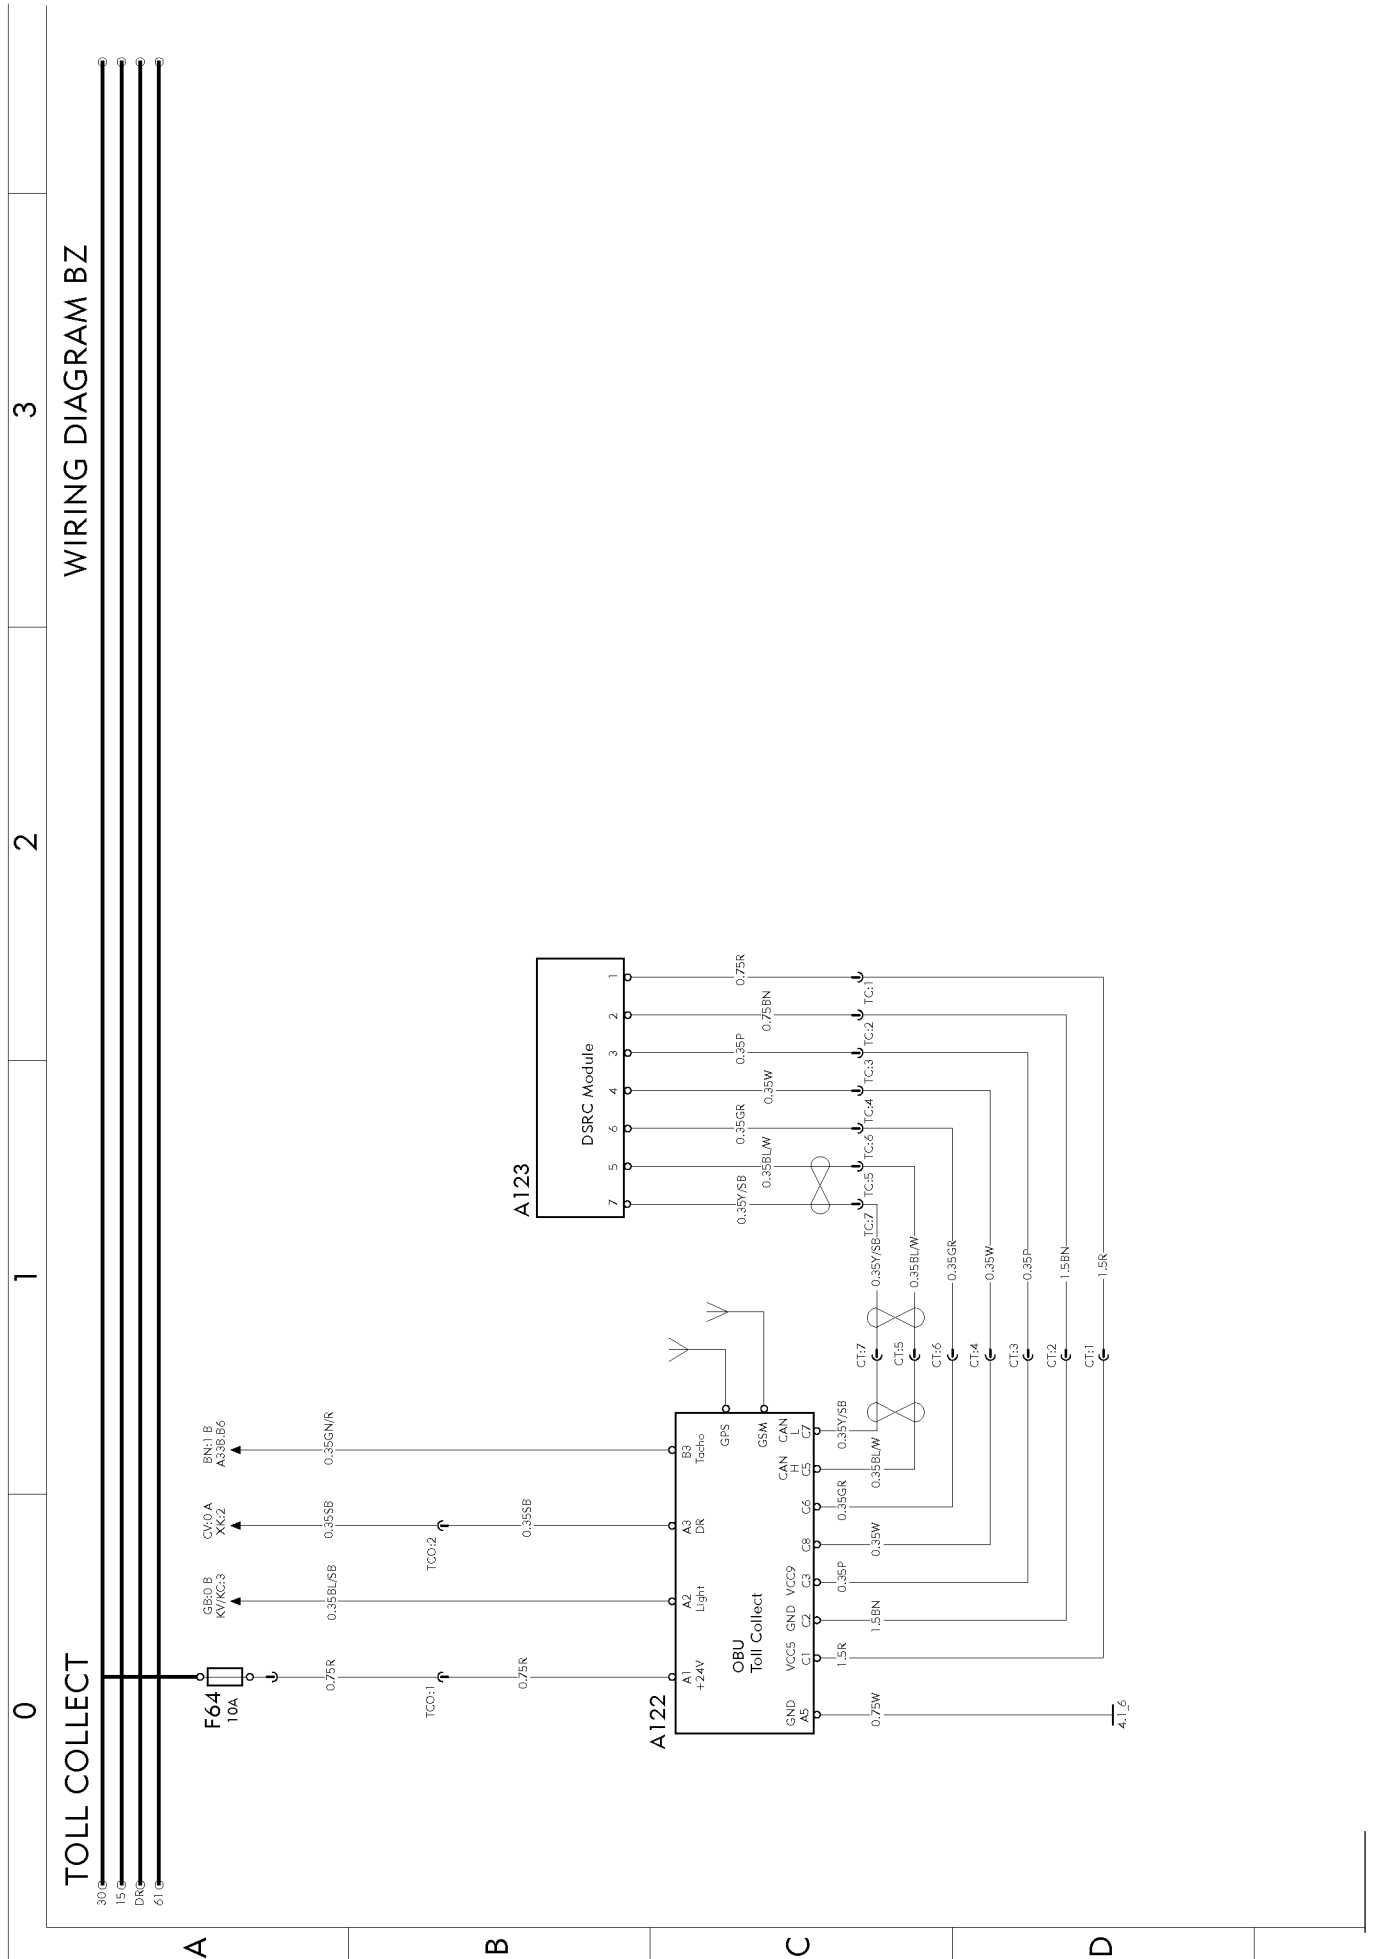 0
1
2
3
TOLL COLLECT
WIRING DIAGRAM BZ
30
15
DR
61
A
B
C
D
F64
10A
GB:0 B
KV/KC:3
CV:0 A
XK:2
BN:1 B
A33B.B6
0.75R
0.35BL/SB
0.35SB
0.35GN/R
TCO:1
TCO:2
0.75R
0.35SB
A122
A1
+24V
A2
Light
A3
DR
B3
Tacho
GPS
GSM
OBU
Toll Collect
GND
A5
VCC5
C1
GND
C2
VCC9
C3
C8
C6
CAN
H
C5
CAN
L
C7
0.75W
1.5R
1.5BN
0.35P
0.35W
0.35GR
0.35BL/W
0.35Y/SB
4.1_6
A123
DSRC Module
7
5
6
4
3
2
1
0.35Y/SB
0.35BL/W
0.35GR
0.35W
0.35P
0.75BN
0.75R
TC:7
TC:5
TC:6
TC:4
TC:3
TC:2
TC:1
CT:7
CT:5
CT:6
CT:4
CT:3
CT:2
CT:1
0.35Y/SB
0.35BL/W
0.35GR
0.35W
0.35P
1.5BN
1.5R